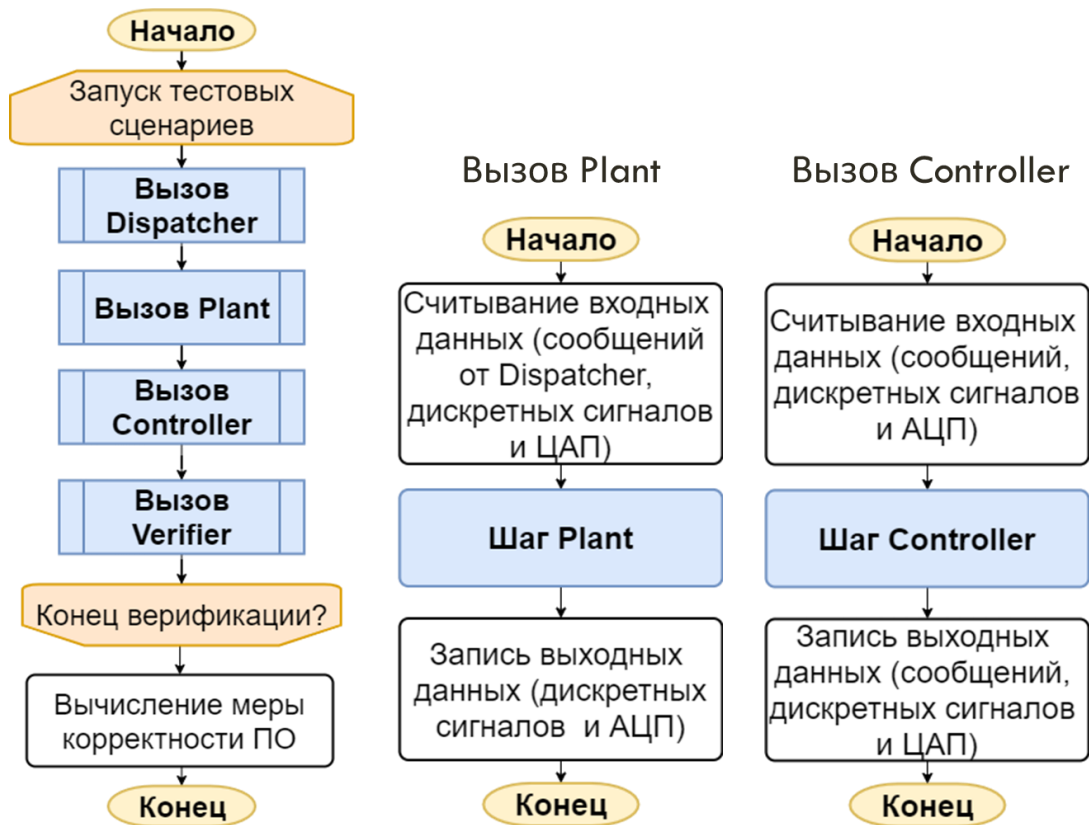 Начало
Запуск тестовых
сценариев
Вызов
Dispatcher
Вызов Plant
Вызов
Controller
Вызов
Verifier
Конец верификации?
Вычисление меры
корректности ПО
Конец
Вызов Plant
Начало
Считывание входных
данных (сообщений
от Dispatcher,
дискретных сигналов
и ЦАП)
Шаг Plant
Запись выходных
данных (дискретных
сигналов и АЦП)
Конец
Вызов Controller
Начало
Считывание входных
данных (сообщений,
дискретных сигналов
и АЦП)
Шаг Controller
Запись выходных
данных (сообщений,
дискретных сигналов
и ЦАП)
Конец